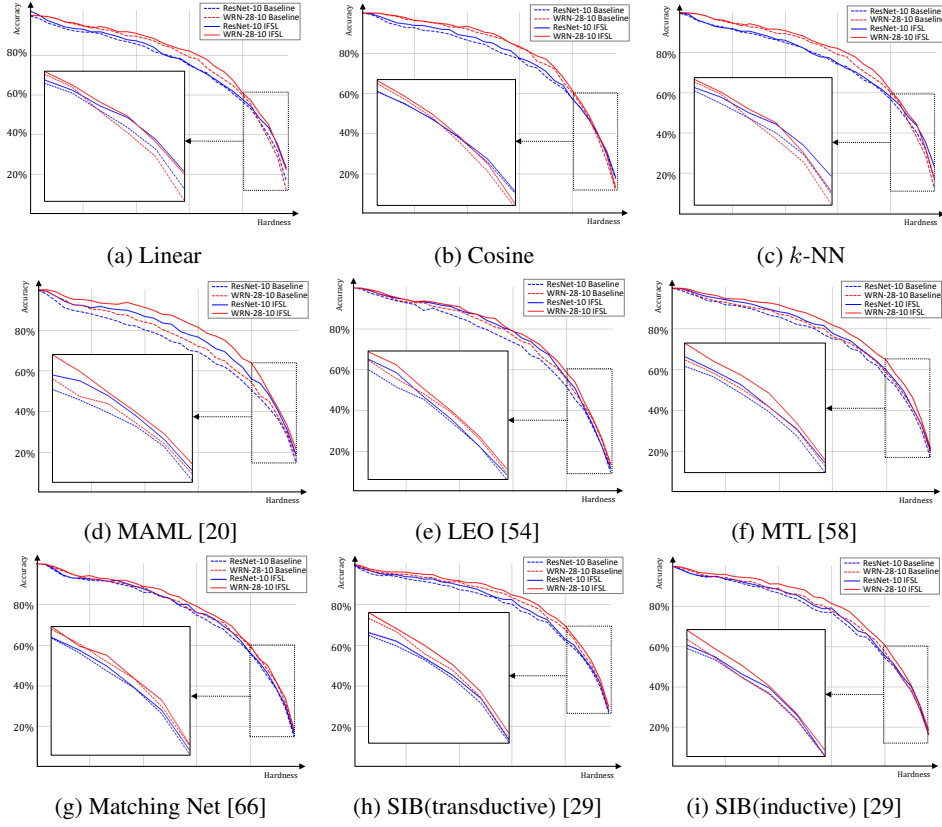 Accuracy
ResNet-10 Baseline
WRN-28-10 Baseline
ResNet-10 IFSL
WRN-28-10 IFSL
80%
60%
40%
20%
Hardness
(a) Linear
Accuracy
ResNet-10 Baseline
WRN-28-10 Baseline
ResNet-10 IFSL
WRN-28-10 IFSL
80%
60%
40%
20%
Hardness
(b) Cosine
Accuracy
ResNet-10 Baseline
WRN-28-10 Baseline
ResNet-10 IFSL
WRN-28-10 IFSL
80%
60%
40%
20%
Hardness
(c) k-NN
Accuracy
ResNet-10 Baseline
WRN-28-10 Baseline
ResNet-10 IFSL
WRN-28-10 IFSL
80%
60%
40%
20%
Hardness
(d) MAML [20]
Accuracy
ResNet-10 Baseline
WRN-28-10 Baseline
ResNet-10 IFSL
WRN-28-10 IFSL
80%
60%
40%
20%
Hardness
(e) LEO [54]
Accuracy
ResNet-10 Baseline
WRN-28-10 Baseline
ResNet-10 IFSL
WRN-28-10 IFSL
80%
60%
40%
20%
Hardness
(f) MTL [58]
Accuracy
ResNet-10 Baseline
WRN-28-10 Baseline
ResNet-10 IFSL
WRN-28-10 IFSL
80%
60%
40%
20%
Hardness
(g) Matching Net [66]
Accuracy
ResNet-10 Baseline
WRN-28-10 Baseline
ResNet-10 IFSL
WRN-28-10 IFSL
80%
60%
40%
20%
Hardness
(h) SIB(transductive) [29]
Accuracy
ResNet-10 Baseline
WRN-28-10 Baseline
ResNet-10 IFSL
WRN-28-10 IFSL
80%
60%
40%
20%
Hardness
(i) SIB(inductive) [29]